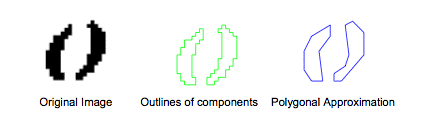 Original Image
Outlines of components
Polygonal Approximation